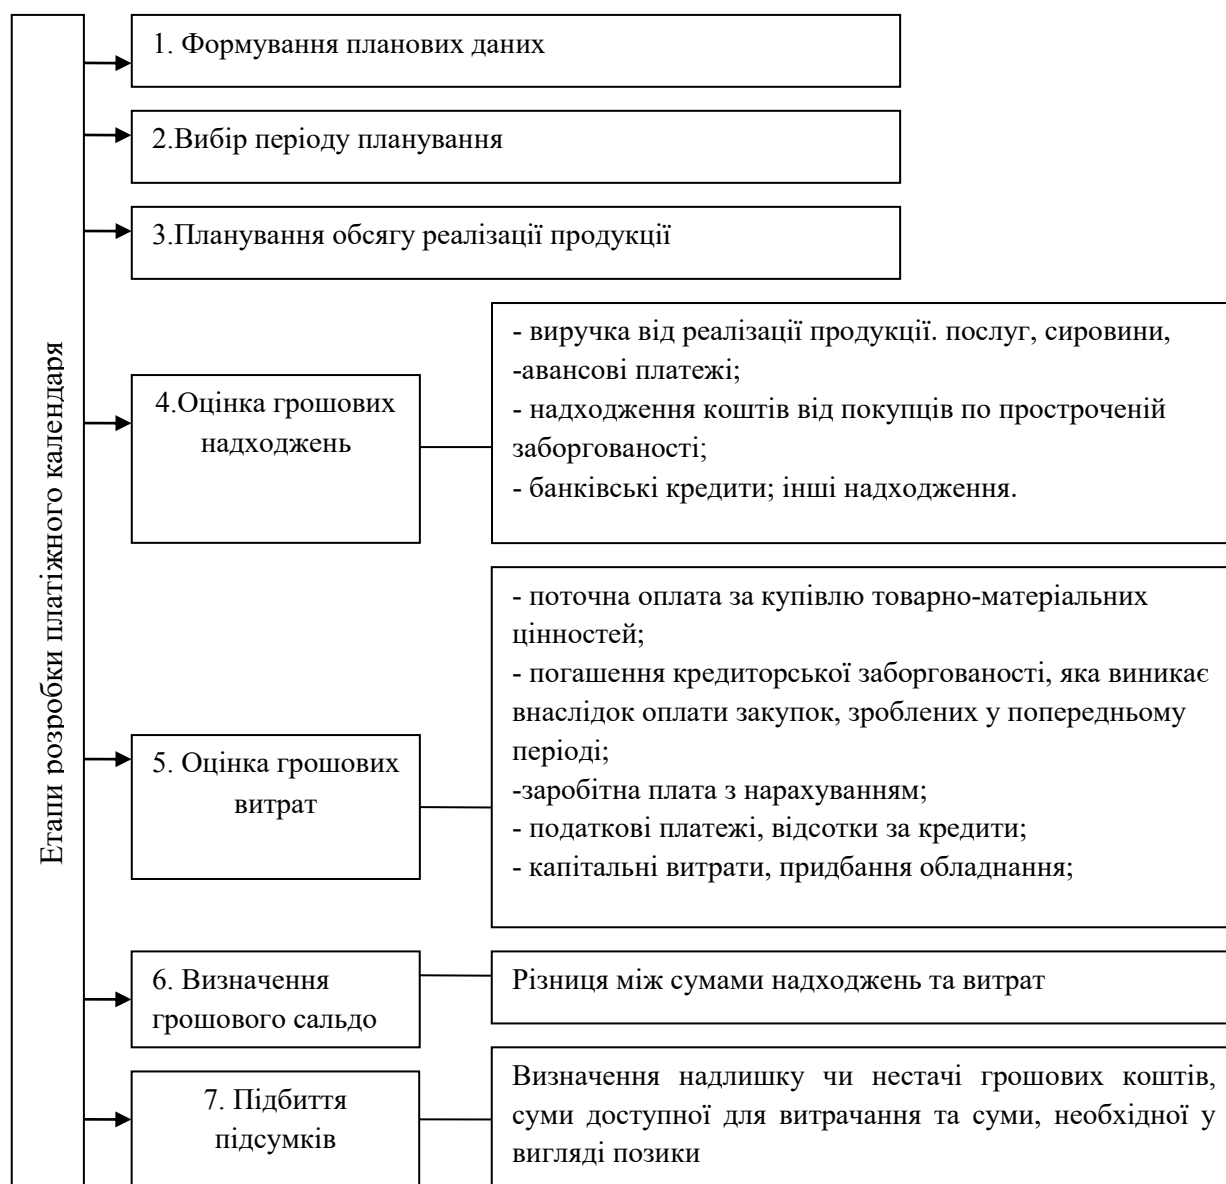 Етапи розробки платіжного календаря
1. Формування планових даних
2.Вибір періоду планування
3.Планування обсягу реалізації продукції
4.Оцінка грошових
надходжень
- виручка від реалізації продукції. послуг, сировини,
-авансові платежі;
- надходження коштів від покупців по простроченій
заборгованості;
- банківські кредити; інші надходження.
5. Оцінка грошових
витрат
- поточна оплата за купівлю товарно-матеріальних
цінностей;
- погашення кредиторської заборгованості, яка виникає
внаслідок оплати закупок, зроблених у попередньому
періоді;
-заробітна плата з нарахуванням;
- податкові платежі, відсотки за кредити;
- капітальні витрати, придбання обладнання;
6. Визначення
грошового сальдо
Різниця між сумами надходжень та витрат
7. Підбиття
підсумків
Визначення надлишку чи нестачі грошових коштів,
суми доступної для витрачання та суми, необхідної у
вигляді позики